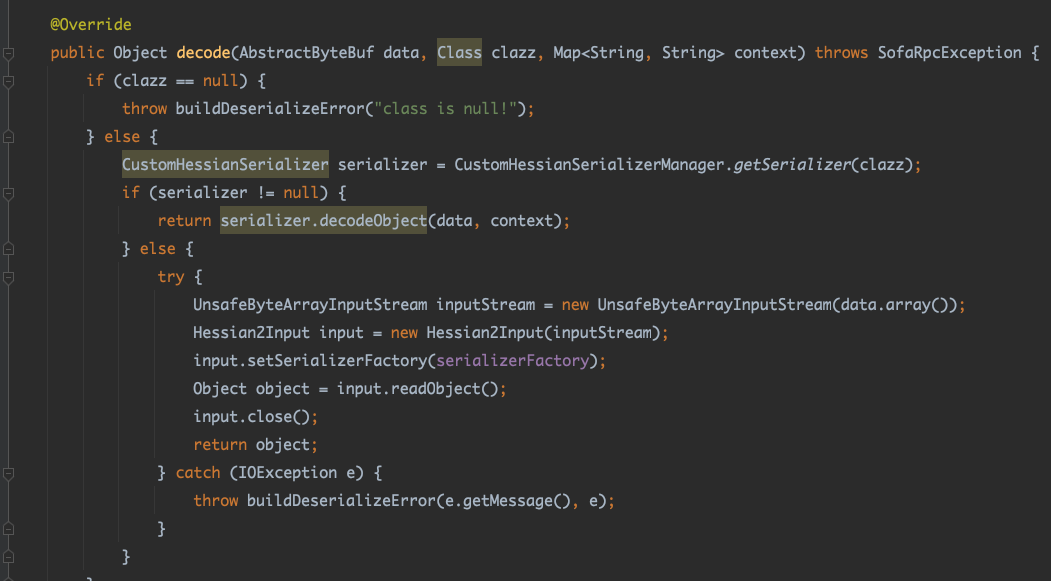 @Override
public Object decode(AbstractByteBuf data, Class clazz, Map<String, String> context) throws SofaRpcException {
    if (clazz == null) {
        throw buildDeserializeError("class is null!");
    } else {
        CustomHessianSerializer serializer = CustomHessianSerializerManager.getSerializer(clazz);
        if (serializer != null) {
            return serializer.decodeObject(data, context);
        } else {
            try {
                UnsafeByteArrayInputStream inputStream = new UnsafeByteArrayInputStream(data.array());
                Hessian2Input input = new Hessian2Input(inputStream);
                input.setSerializerFactory(serializerFactory);
                Object object = input.readObject();
                input.close();
                return object;
            } catch (IOException e) {
                throw buildDeserializeError(e.getMessage(), e);
            }
        }
    }